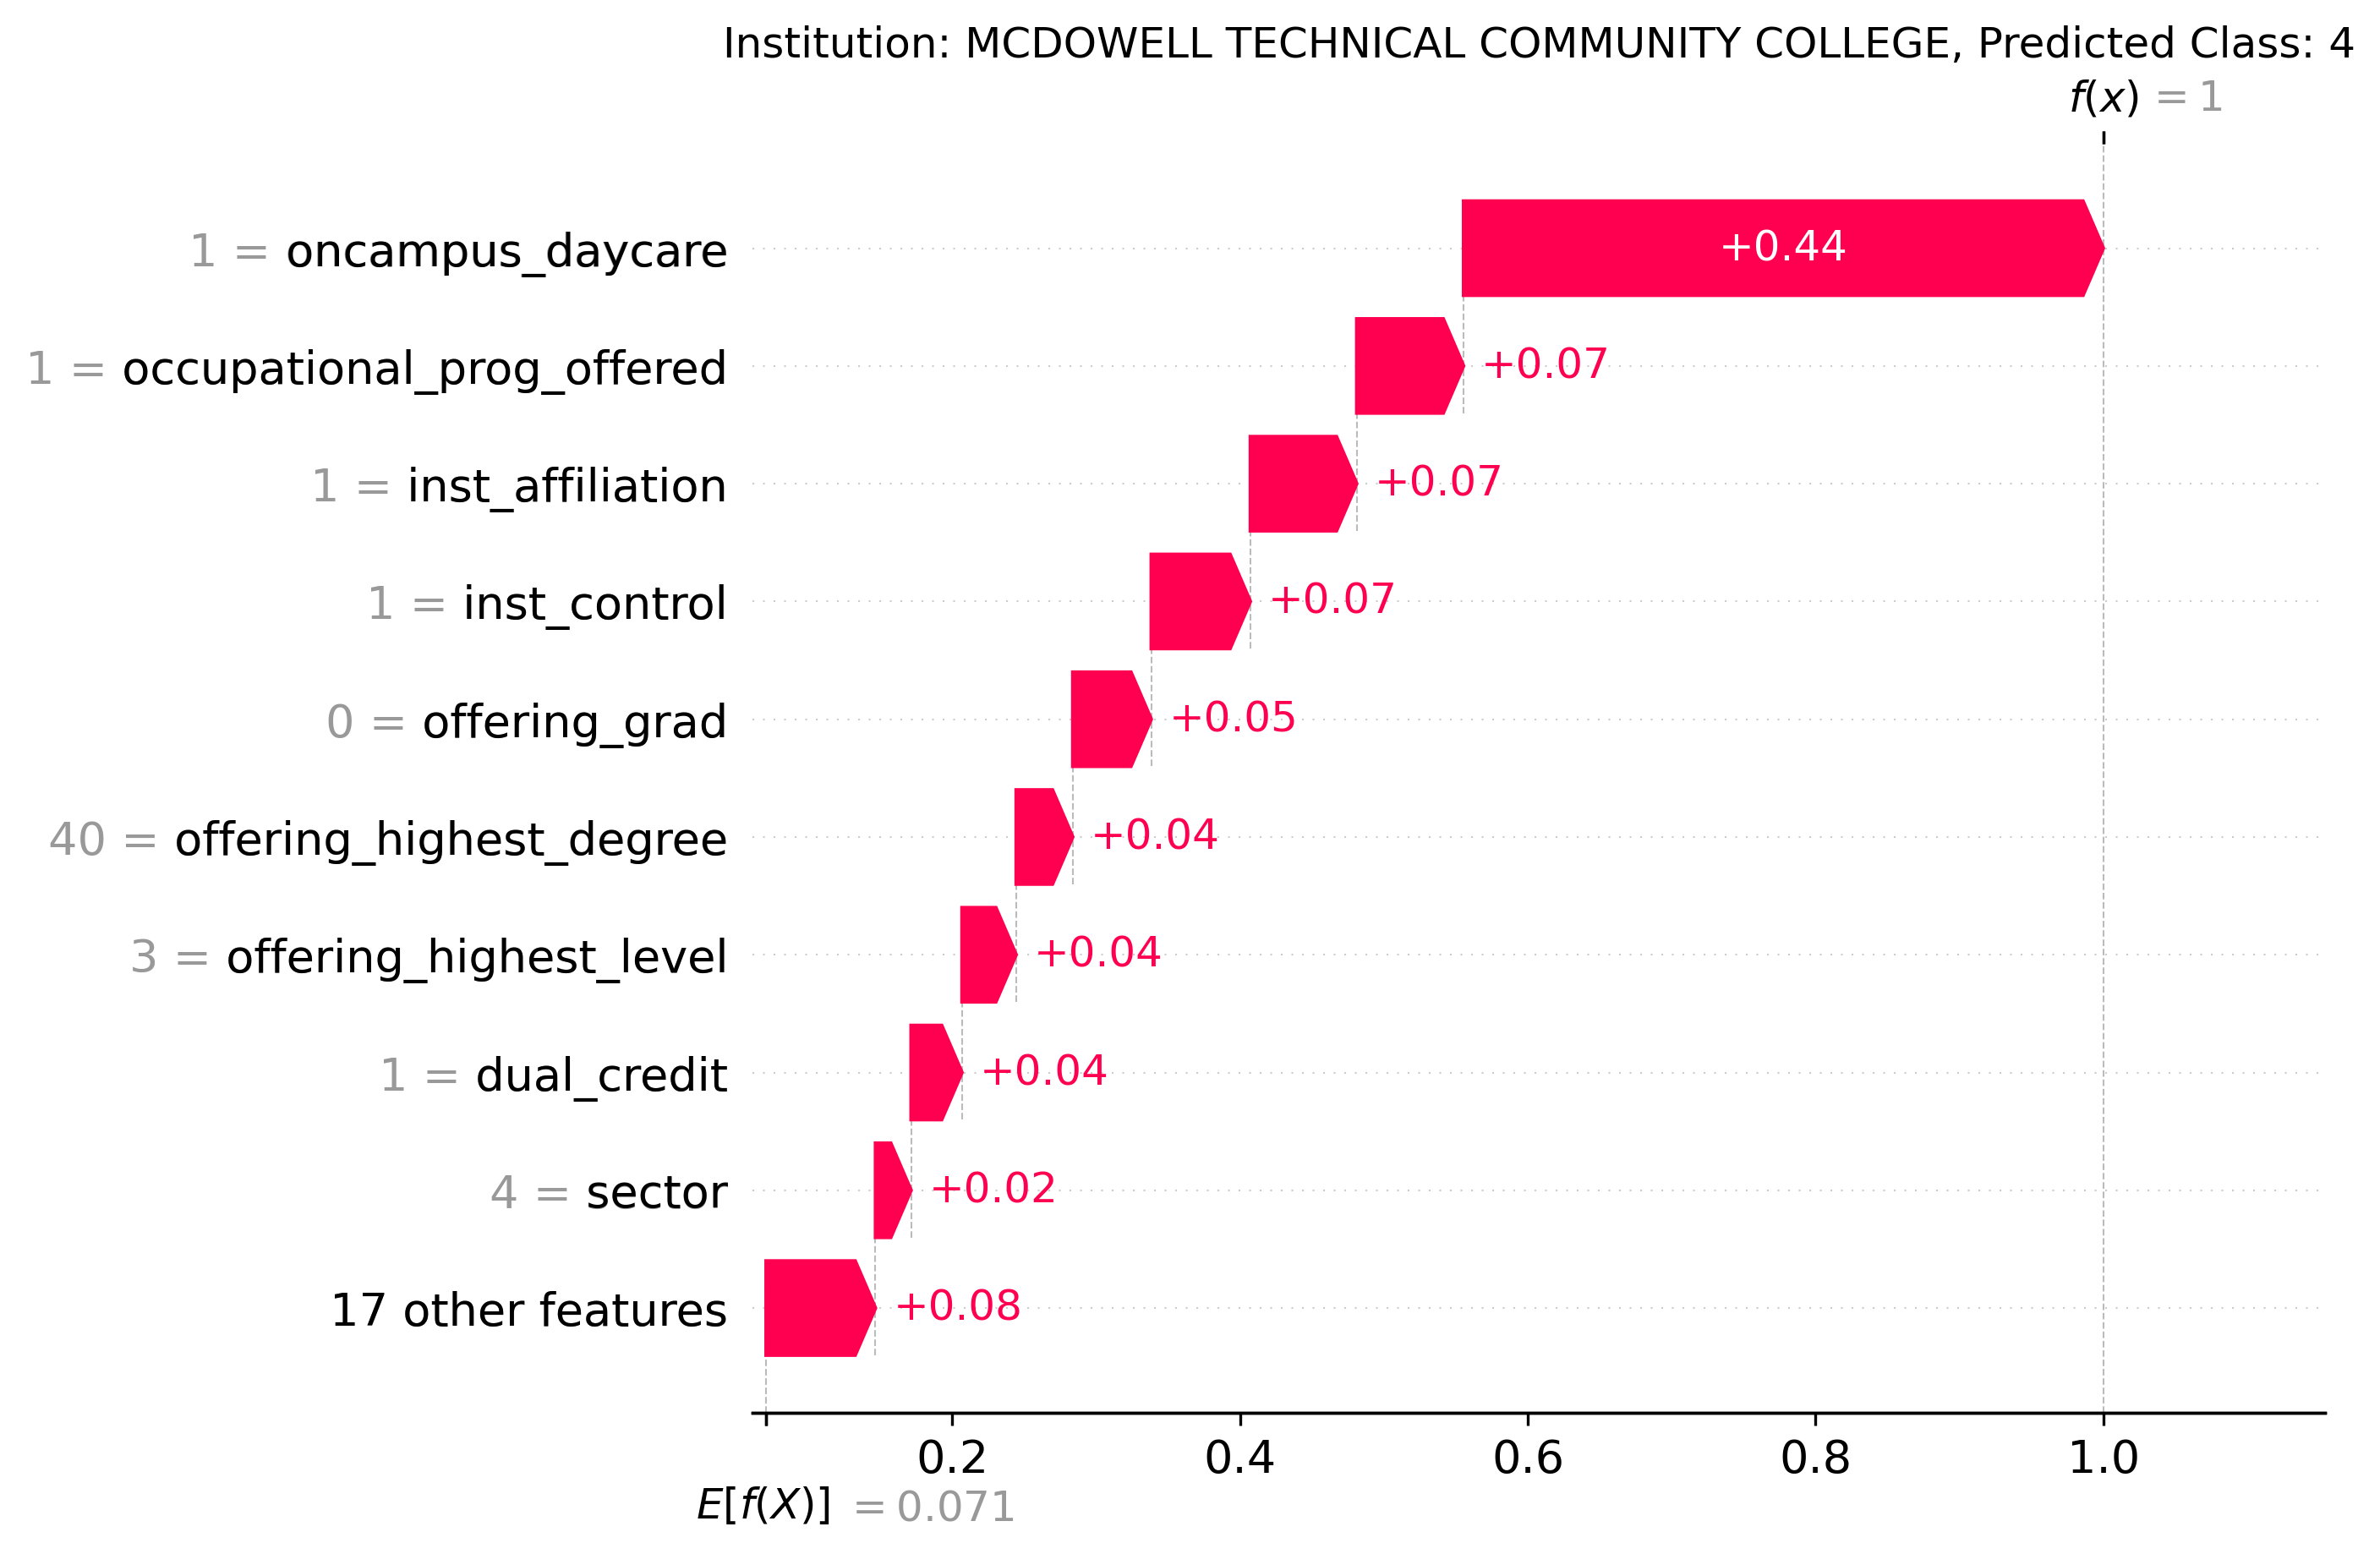 Institution: MCDOWELL TECHNICAL COMMUNITY COLLEGE, Predicted Class: 4
f(x) = 1
1 = oncampus_daycare +0.44
1 = occupational_prog_offered +0.07
1 = inst_affiliation +0.07
1 = inst_control +0.07
0 = offering_grad +0.05
40 = offering_highest_degree +0.04
3 = offering_highest_level +0.04
1 = dual_credit +0.04
4 = sector +0.02
17 other features +0.08
0.2 0.4 0.6 0.8 1.0
E[f(X)] = 0.071